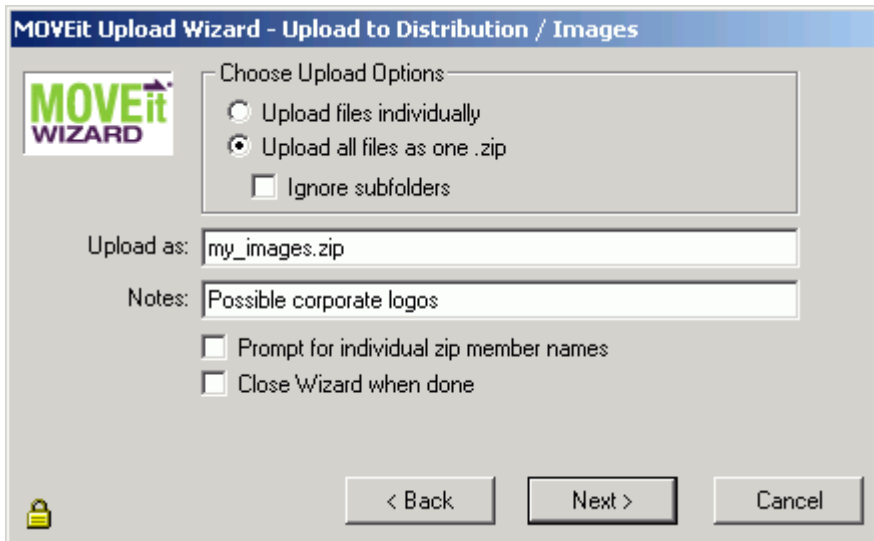 MOVEit Upload Wizard - Upload to Distribution / Images
MOVEit
WIZARD
Choose Upload Options
Upload files individually
Upload all files as one .zip
Ignore subfolders
Upload as: my_images.zip
Notes: Possible corporate logos
Prompt for individual zip member names
Close Wizard when done
< Back Next > Cancel